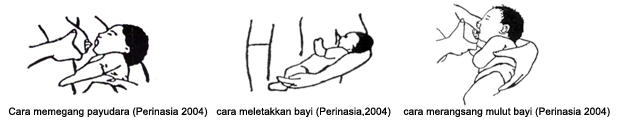 Cara memegang payudara (Perinasia 2004) cara meletakkan bayi (Perinasia,2004) cara merangsang mulut bayi (Perinasia 2004)